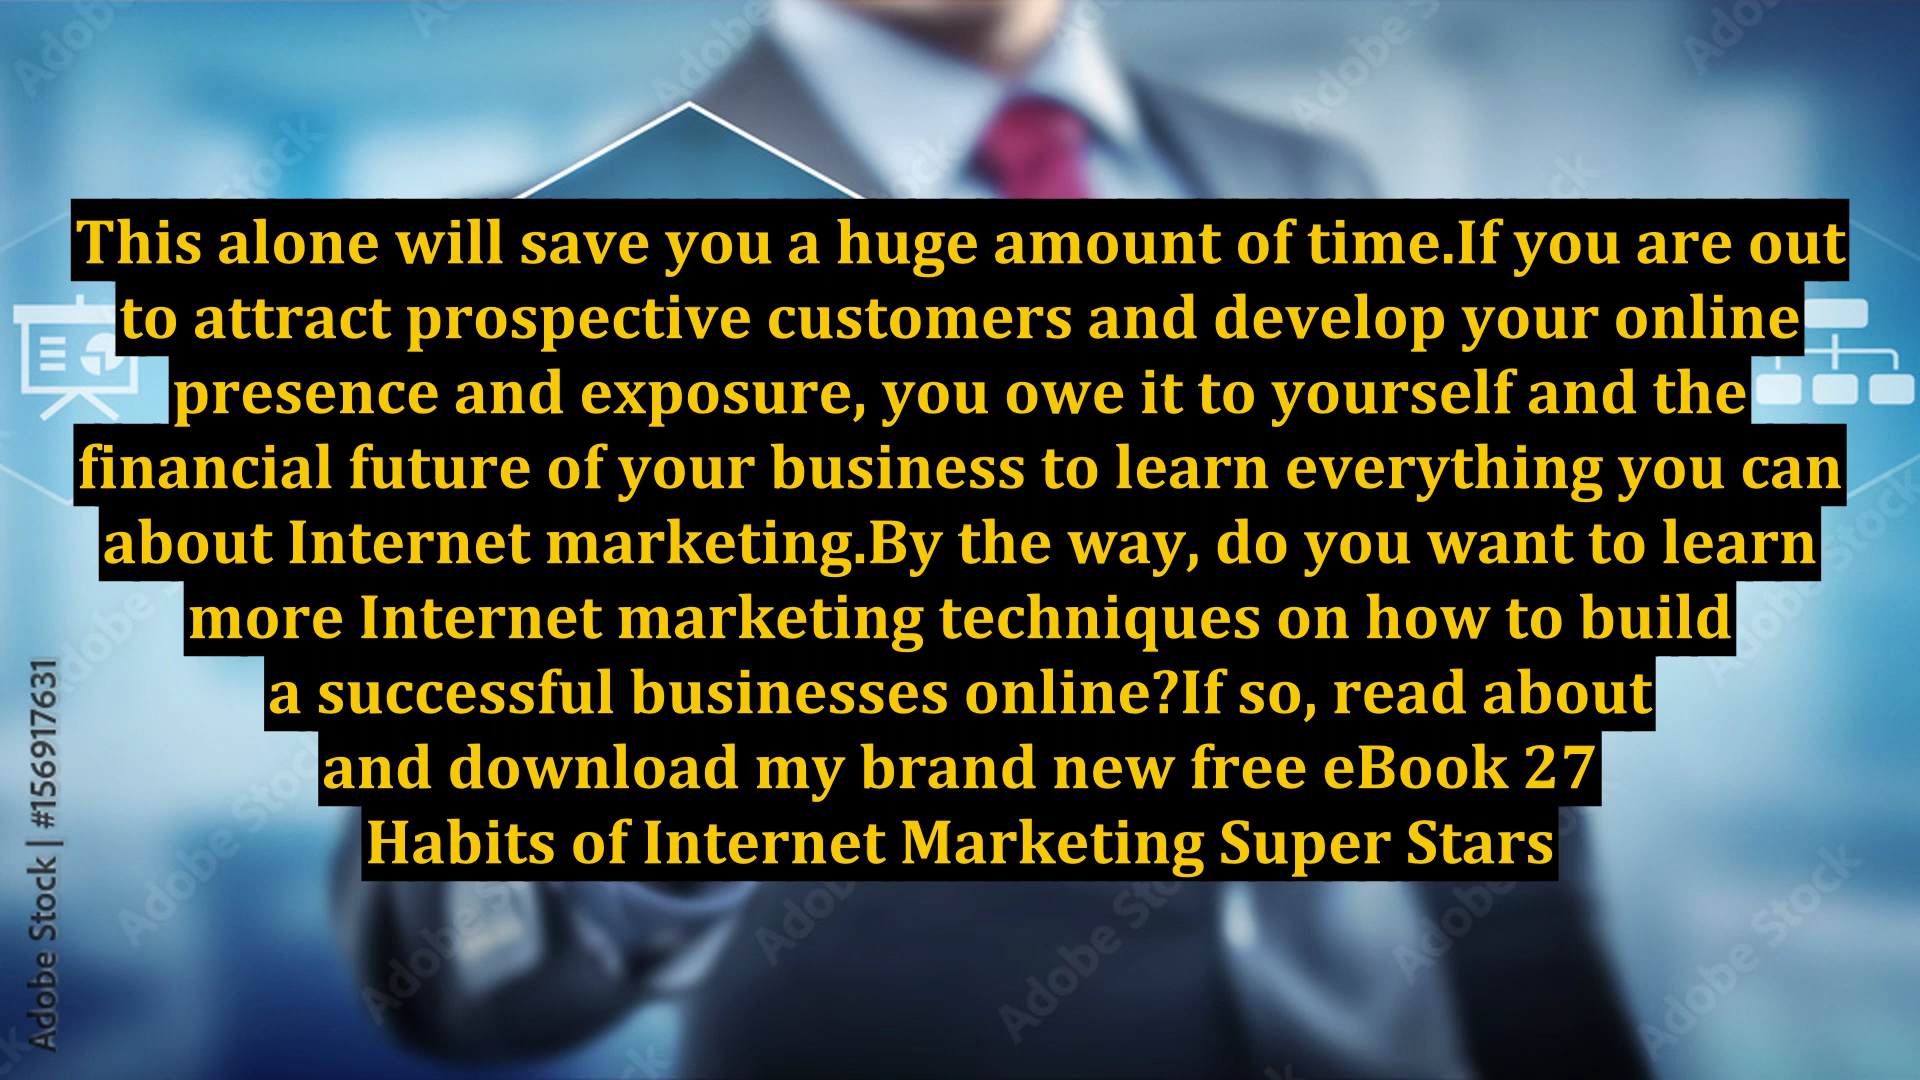 This alone will save you a huge amount of time.If you are out
to attract prospective customers and develop your online
presence and exposure, you owe it to yourself and the
financial future of your business to learn everything you can
about Internet marketing.By the way, do you want to learn
more Internet marketing techniques on how to build
a successful businesses online?If so, read about
and download my brand new free eBook 27
Habits of Internet Marketing Super Stars
Adobe Stock | #156917631